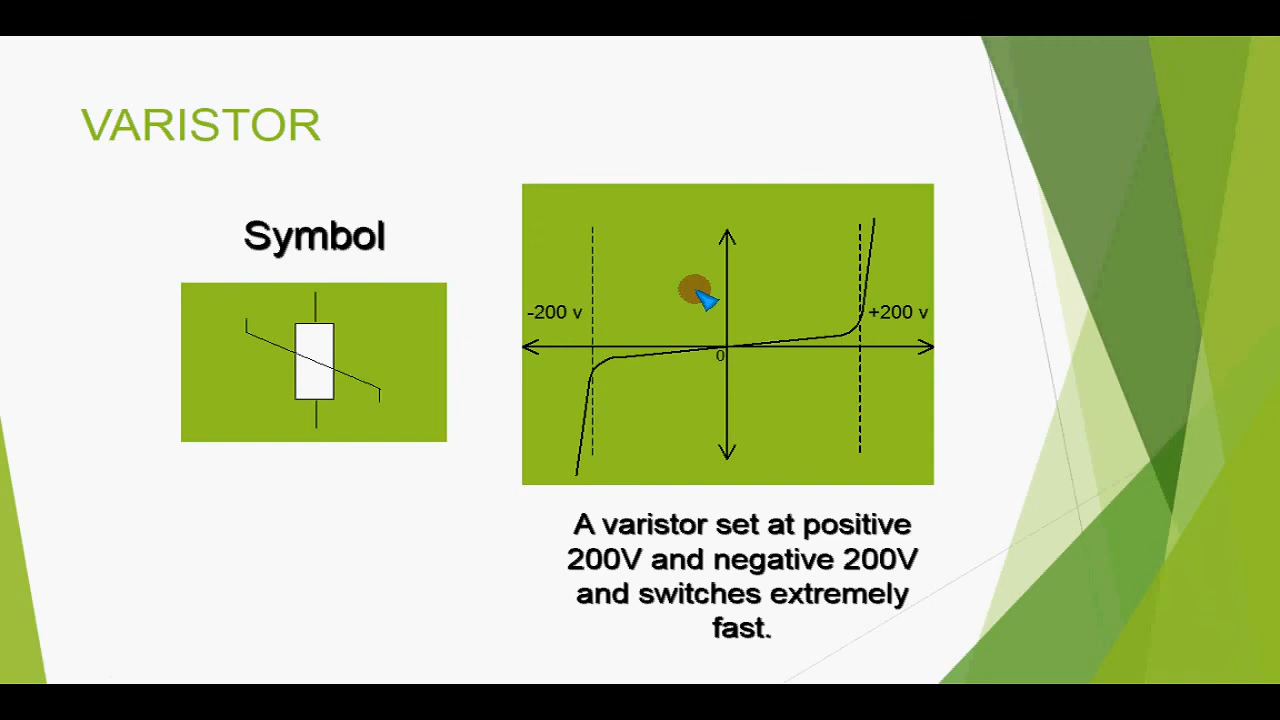 VARISTOR
Symbol
-200 v
+200 v
0
A varistor set at positive
200V and negative 200V
and switches extremely
fast.